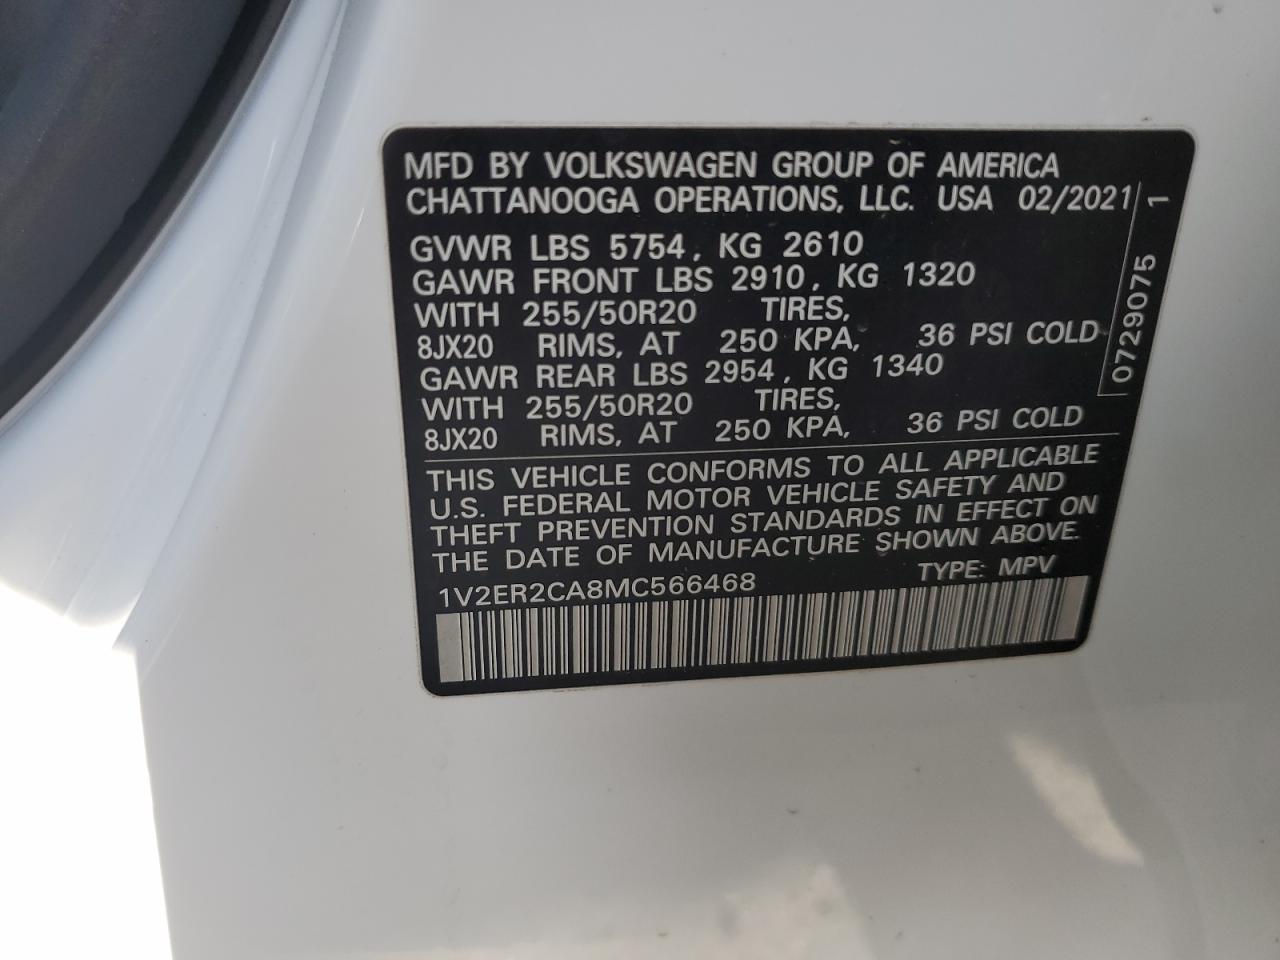 MFD BY VOLKSWAGEN GROUP OF AMERICA
CHATTANOOGA OPERATIONS, LLC. USA 02/2021
GVWR LBS 5754, KG 2610
GAWR FRONT LBS 2910, KG 1320
WITH 255/50R20 TIRES,
8JX20 RIMS, AT 250 KPA, 36 PSI COLD
GAWR REAR LBS 2954, KG 1340
WITH 255/50R20 TIRES,
8JX20 RIMS, AT 250 KPA, 36 PSI COLD
THIS VEHICLE CONFORMS TO ALL APPLICABLE
U.S. FEDERAL MOTOR VEHICLE SAFETY AND
THEFT PREVENTION STANDARDS IN EFFECT ON
THE DATE OF MANUFACTURE SHOWN ABOVE.
1V2ER2CA8MC566468 TYPE: MPV
0729075 1